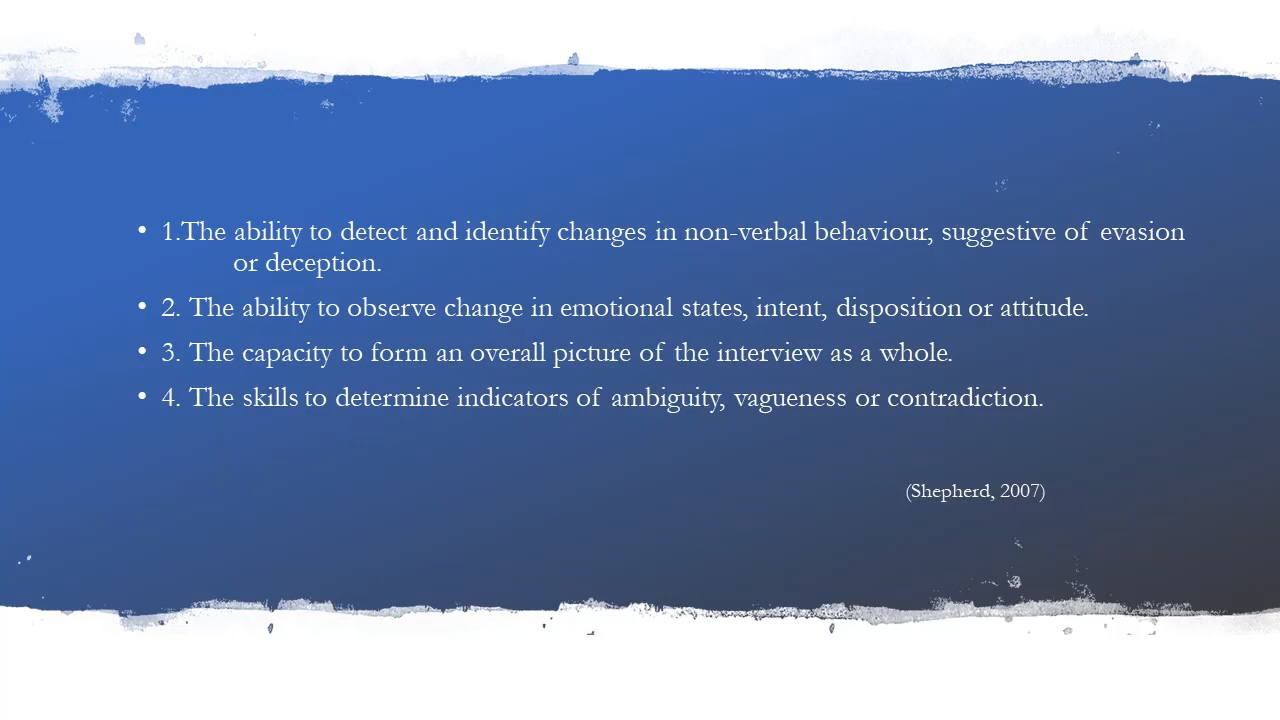 • 1.The ability to detect and identify changes in non-verbal behaviour, suggestive of evasion
or deception.
• 2. The ability to observe change in emotional states, intent, disposition or attitude.
• 3. The capacity to form an overall picture of the interview as a whole.
• 4. The skills to determine indicators of ambiguity, vagueness or contradiction.
(Shepherd, 2007)